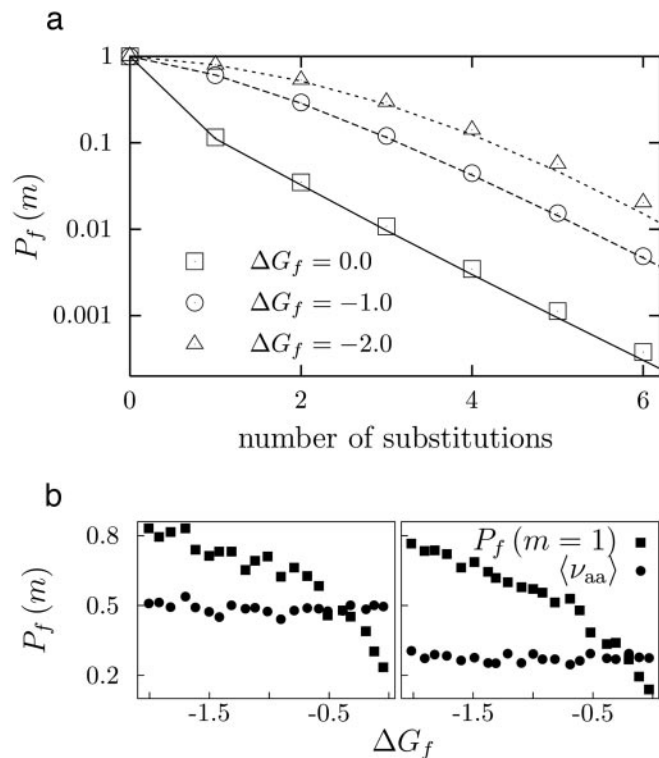 a
1
0.1
0.01
0.001
P_f (m)
ΔG_f = 0.0
ΔG_f = −1.0
ΔG_f = −2.0
0 2 4 6
number of substitutions
b
0.8
0.5
0.2
P_f (m)
P_f (m = 1)
⟨ν_aa⟩
-1.5 -0.5 -1.5 -0.5
ΔG_f